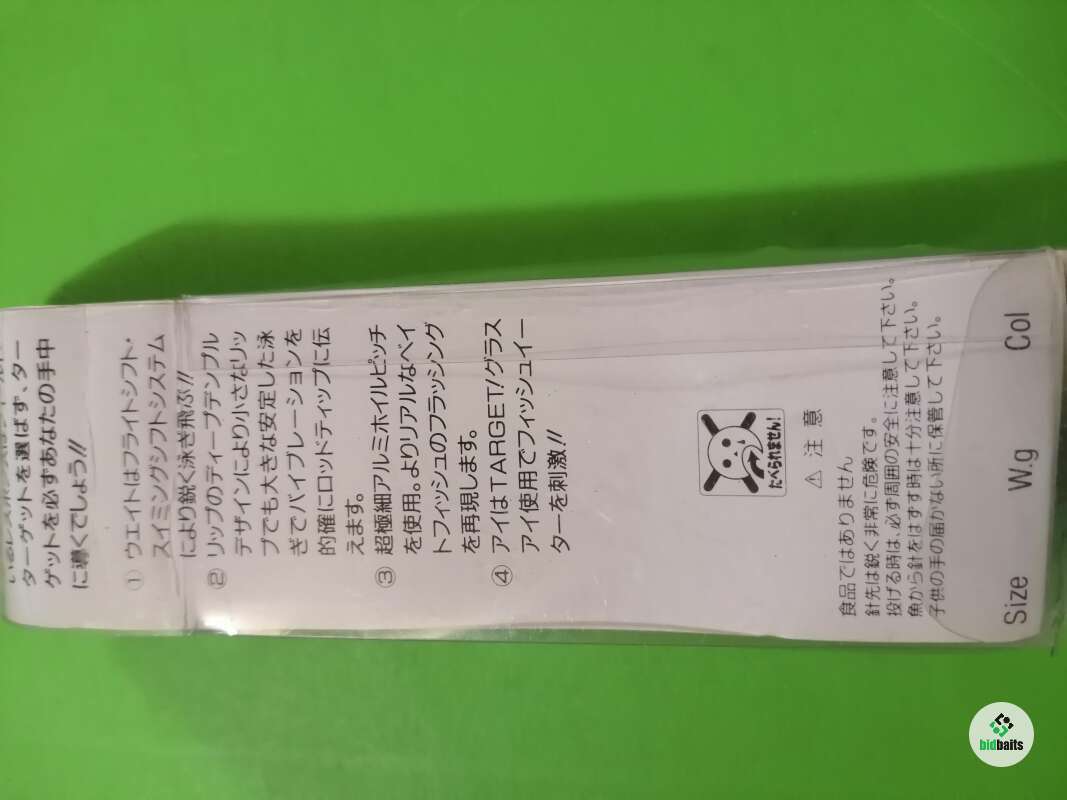 ターゲットを選ばず、ター
ゲットを必ずあなたの手中
に導くでしょう!!
① ウエイトはフライトシフト・
スイミングシフトシステム
により鋭く泳ぎ飛ぶ!!
② リップのディープデンプル
デザインにより小さなリッ
プでも大きな安定した泳
ぎでバイブレーションを
的確にロッドティップに伝
えます。
③ 超極細アルミホイルピッチ
を使用。よりリアルなベイ
トフィッシュのフラッシング
を再現します。
④ アイはTARGET!グラス
アイ使用でフィッシュイー
ターを刺激!!
たべられません!
⚠ 注 意
食品ではありません
針先は鋭く非常に危険です。
投げる時は、必ず周囲の安全に注意して下さい。
魚から針をはずす時は十分注意して下さい。
子供の手の届かない所に保管して下さい。
Size W.g Col
bidbaits